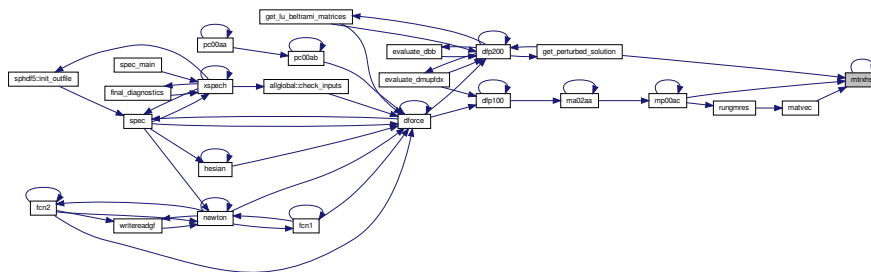 get_lu_beltrami_matrices
pc00aa
evaluate_dbb
dfp200
get_perturbed_solution
pc00ab
spec_main
evaluate_dmupfdx
mtrxhs
sphdf5::init_outfile
xspech
final_diagnostics
allglobal::check_inputs
dfp100
ma02aa
mp00ac
rungmres
matvec
spec
dforce
hesian
fcn2
newton
writereadgf
fcn1